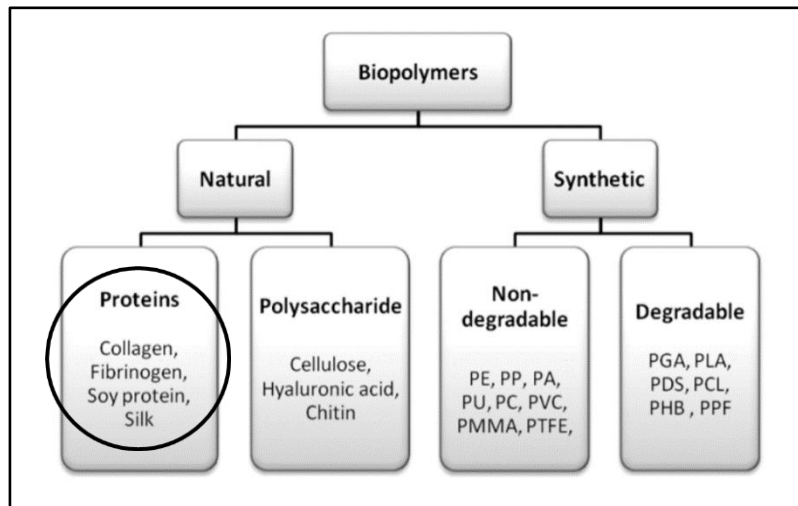 Biopolymers
Natural
Synthetic
Proteins
Collagen,
Fibrinogen,
Soy protein,
Silk
Polysaccharide
Cellulose,
Hyaluronic acid,
Chitin
Non-
degradable
PE, PP, PA,
PU, PC, PVC,
PMMA, PTFE,
Degradable
PGA, PLA,
PDS, PCL,
PHB , PPF